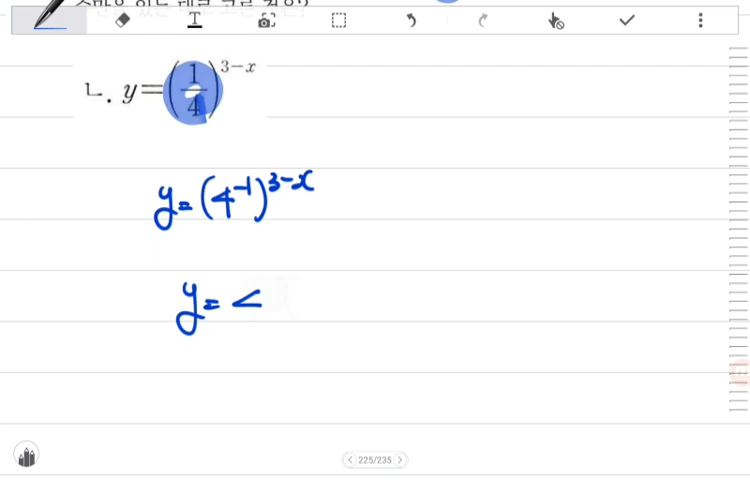 T
ㄴ. y=(1/4)^{3-x}
y=(4^{-1})^{3-x}
y=
225/235